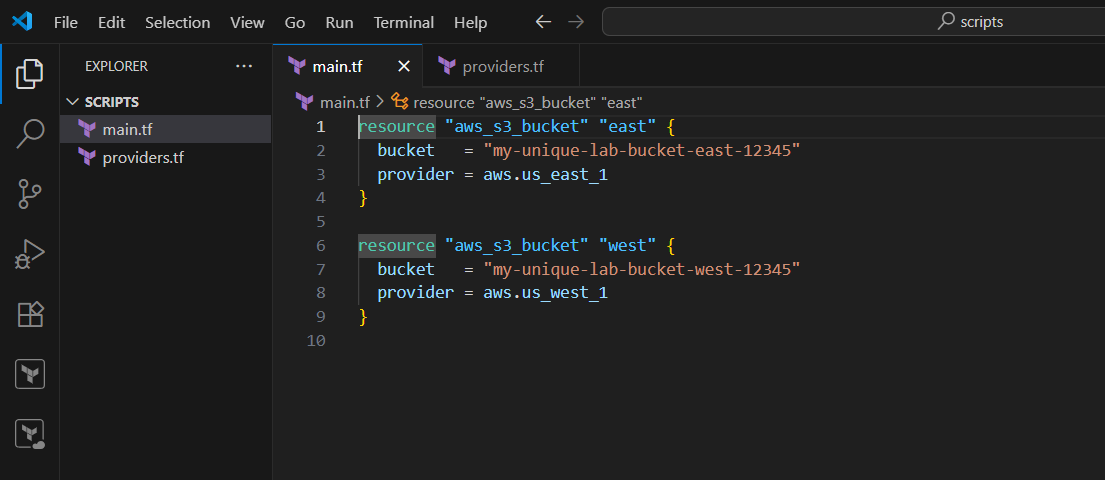 File Edit Selection View Go Run Terminal Help
scripts
EXPLORER ...
SCRIPTS
main.tf
providers.tf
main.tf
providers.tf
main.tf > resource "aws_s3_bucket" "east"
1 resource "aws_s3_bucket" "east" {
2 bucket   = "my-unique-lab-bucket-east-12345"
3 provider = aws.us_east_1
4 }
5
6 resource "aws_s3_bucket" "west" {
7 bucket   = "my-unique-lab-bucket-west-12345"
8 provider = aws.us_west_1
9 }
10